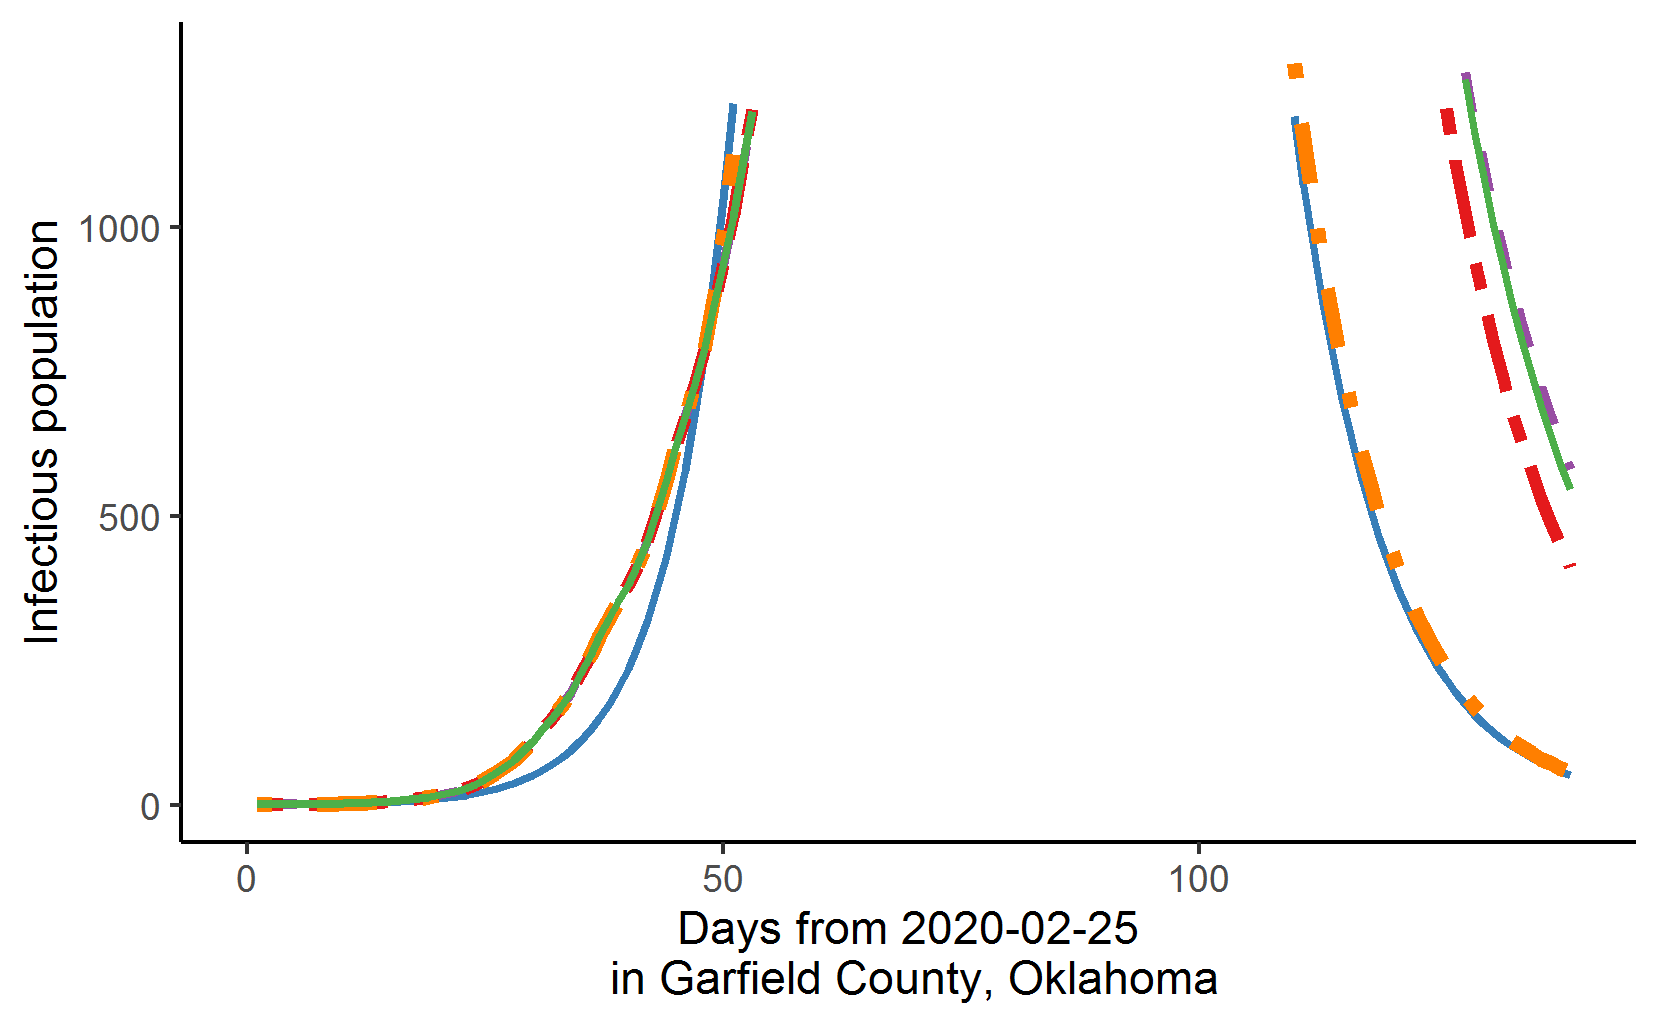 Infectious population
1000
500
0
0
50
100
Days from 2020-02-25
in Garfield County, Oklahoma